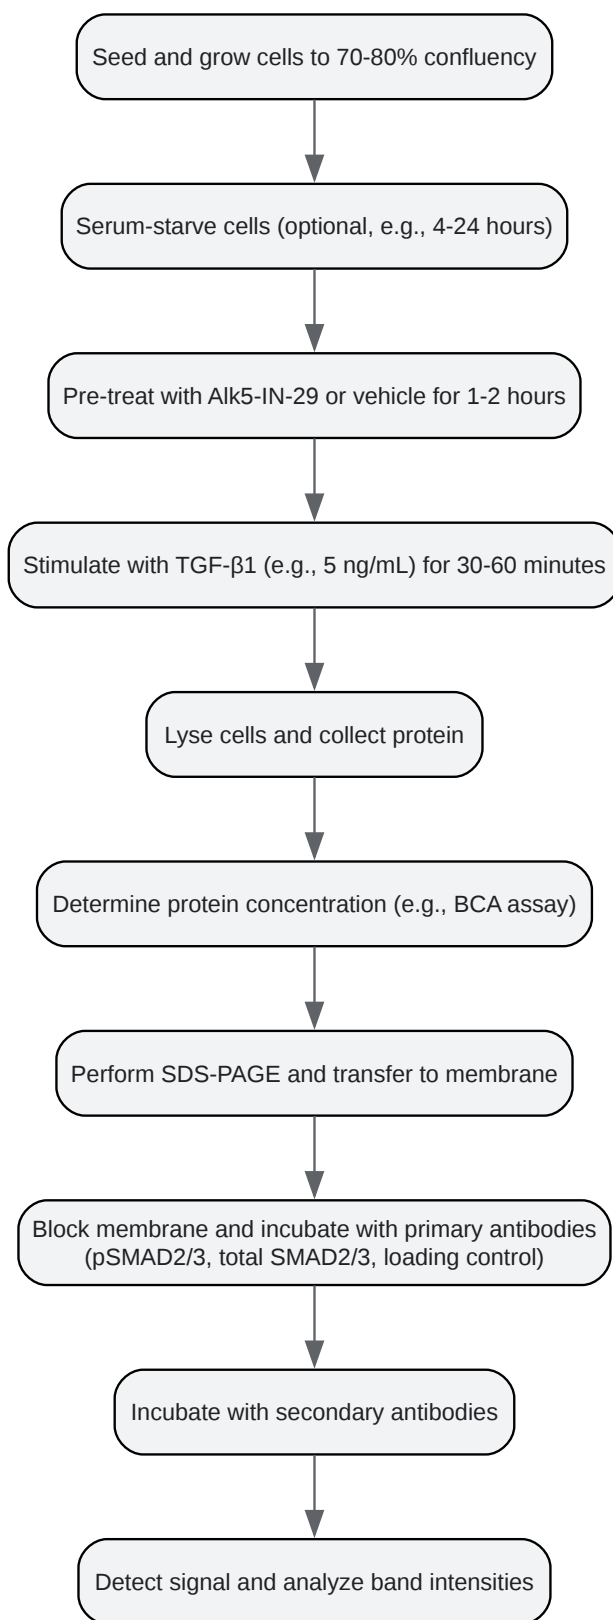 Seed and grow cells to 70-80% confluency
Serum-starve cells (optional, e.g., 4-24 hours)
Pre-treat with Alk5-IN-29 or vehicle for 1-2 hours
Stimulate with TGF-β1 (e.g., 5 ng/mL) for 30-60 minutes
Lyse cells and collect protein
Determine protein concentration (e.g., BCA assay)
Perform SDS-PAGE and transfer to membrane
Block membrane and incubate with primary antibodies
(pSMAD2/3, total SMAD2/3, loading control)
Incubate with secondary antibodies
Detect signal and analyze band intensities